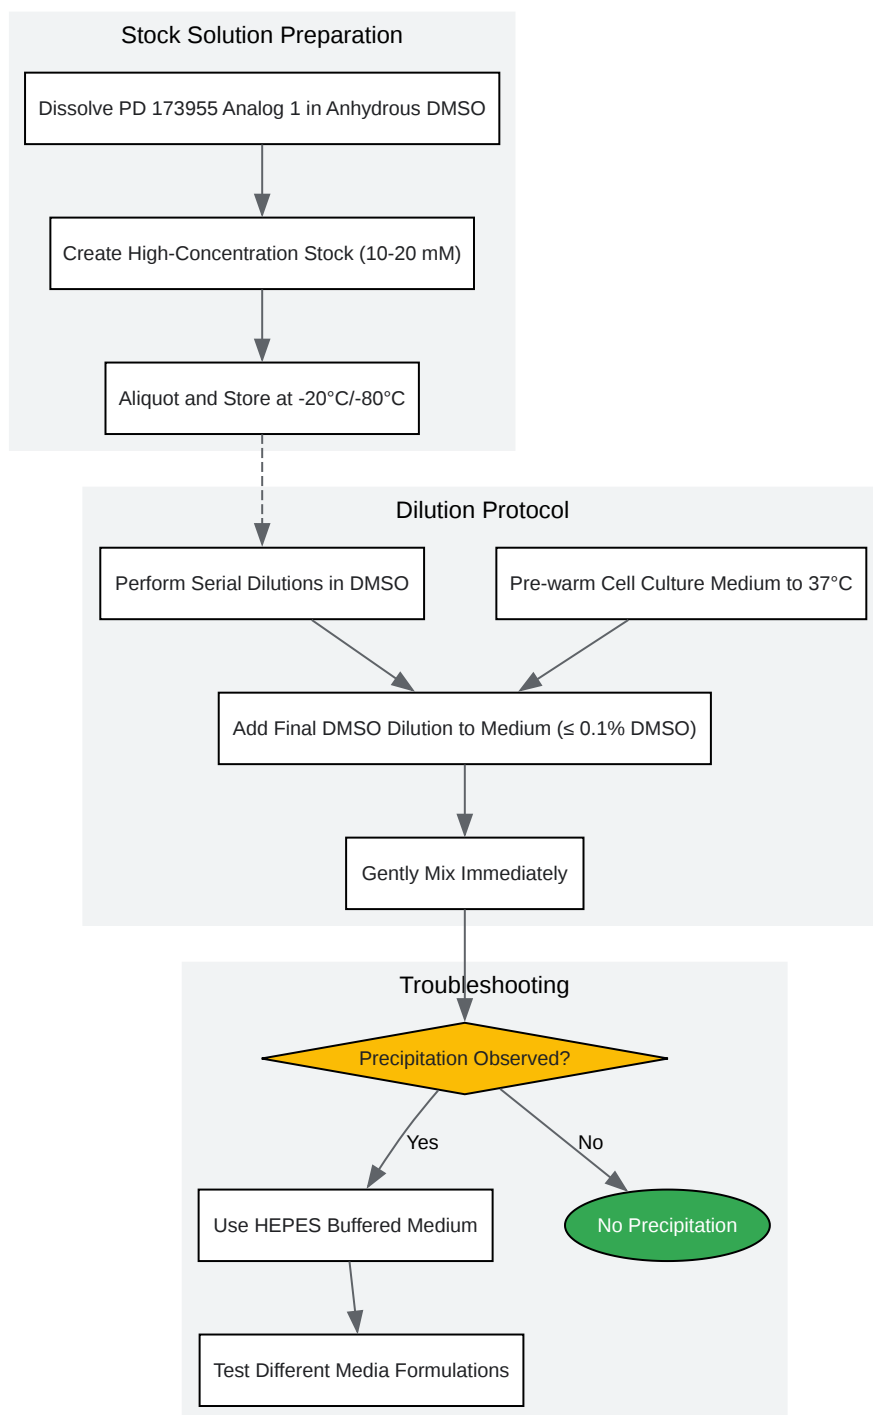 Stock Solution Preparation
Dissolve PD 173955 Analog 1 in Anhydrous DMSO
Create High-Concentration Stock (10-20 mM)
Aliquot and Store at -20°C/-80°C
Dilution Protocol
Perform Serial Dilutions in DMSO
Pre-warm Cell Culture Medium to 37°C
Add Final DMSO Dilution to Medium (≤ 0.1% DMSO)
Gently Mix Immediately
Troubleshooting
Precipitation Observed?
Yes
No
Use HEPES Buffered Medium
No Precipitation
Test Different Media Formulations